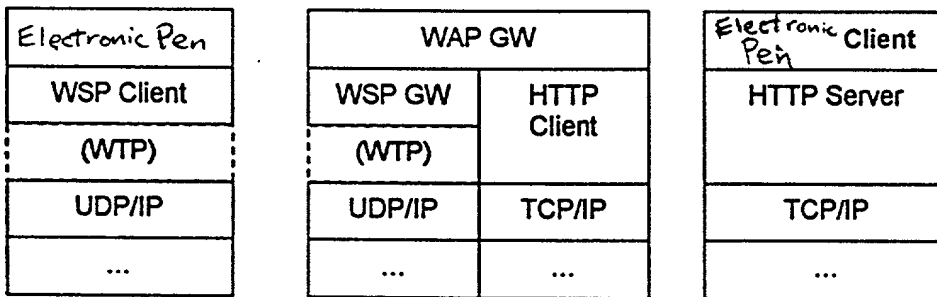 Electronic Pen
WSP Client
(WTP)
UDP/IP
...
WAP GW
WSP GW
HTTP
Client
(WTP)
UDP/IP
TCP/IP
...
...
Electronic
Pen
Client
HTTP Server
TCP/IP
...